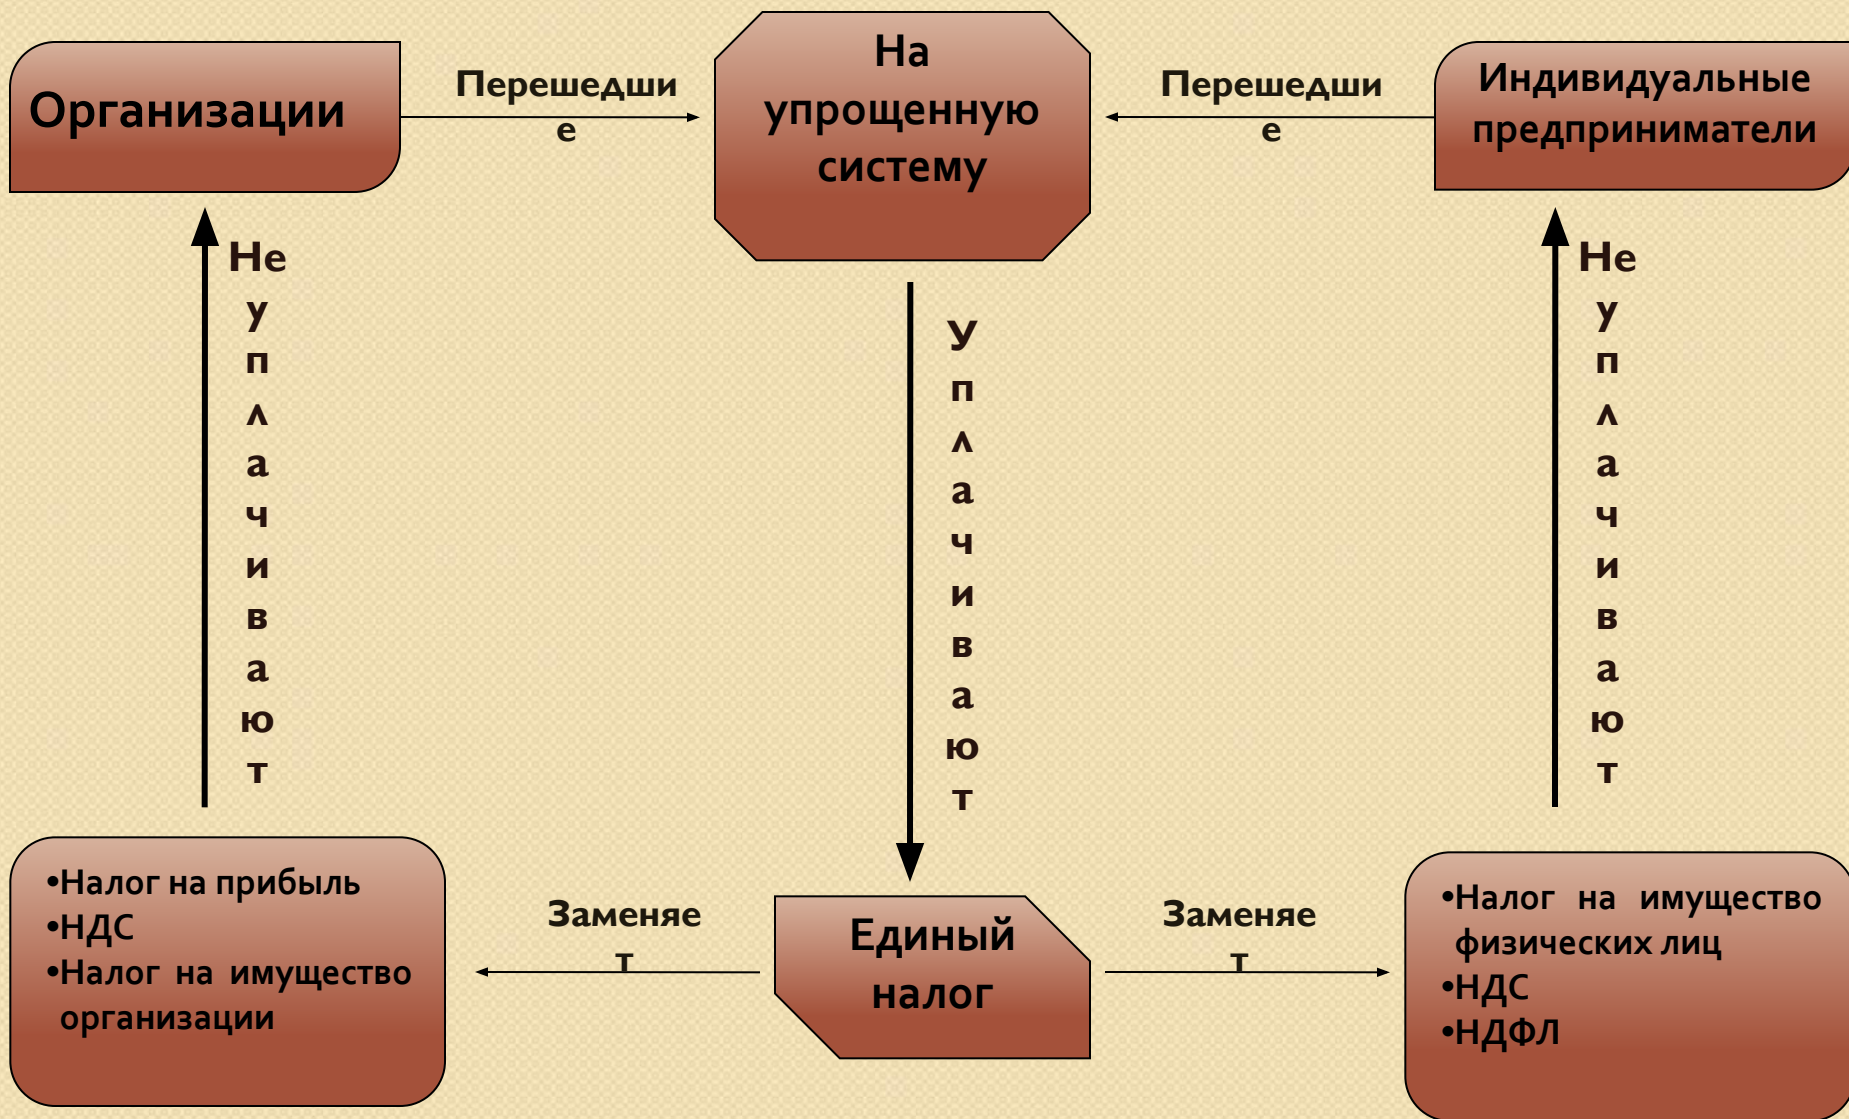 Организации
Перешедши
е
На
упрощенную
систему
Перешедши
е
Индивидуальные
предприниматели
Не
у
п
л
а
ч
и
в
а
ю
т
У
п
л
а
ч
и
в
а
ю
т
Не
у
п
л
а
ч
и
в
а
ю
т
•Налог на прибыль
•НДС
•Налог на имущество
организации
Заменяе
т
Единый
налог
Заменяе
т
•Налог на имущество
физических лиц
•НДС
•НДФЛ